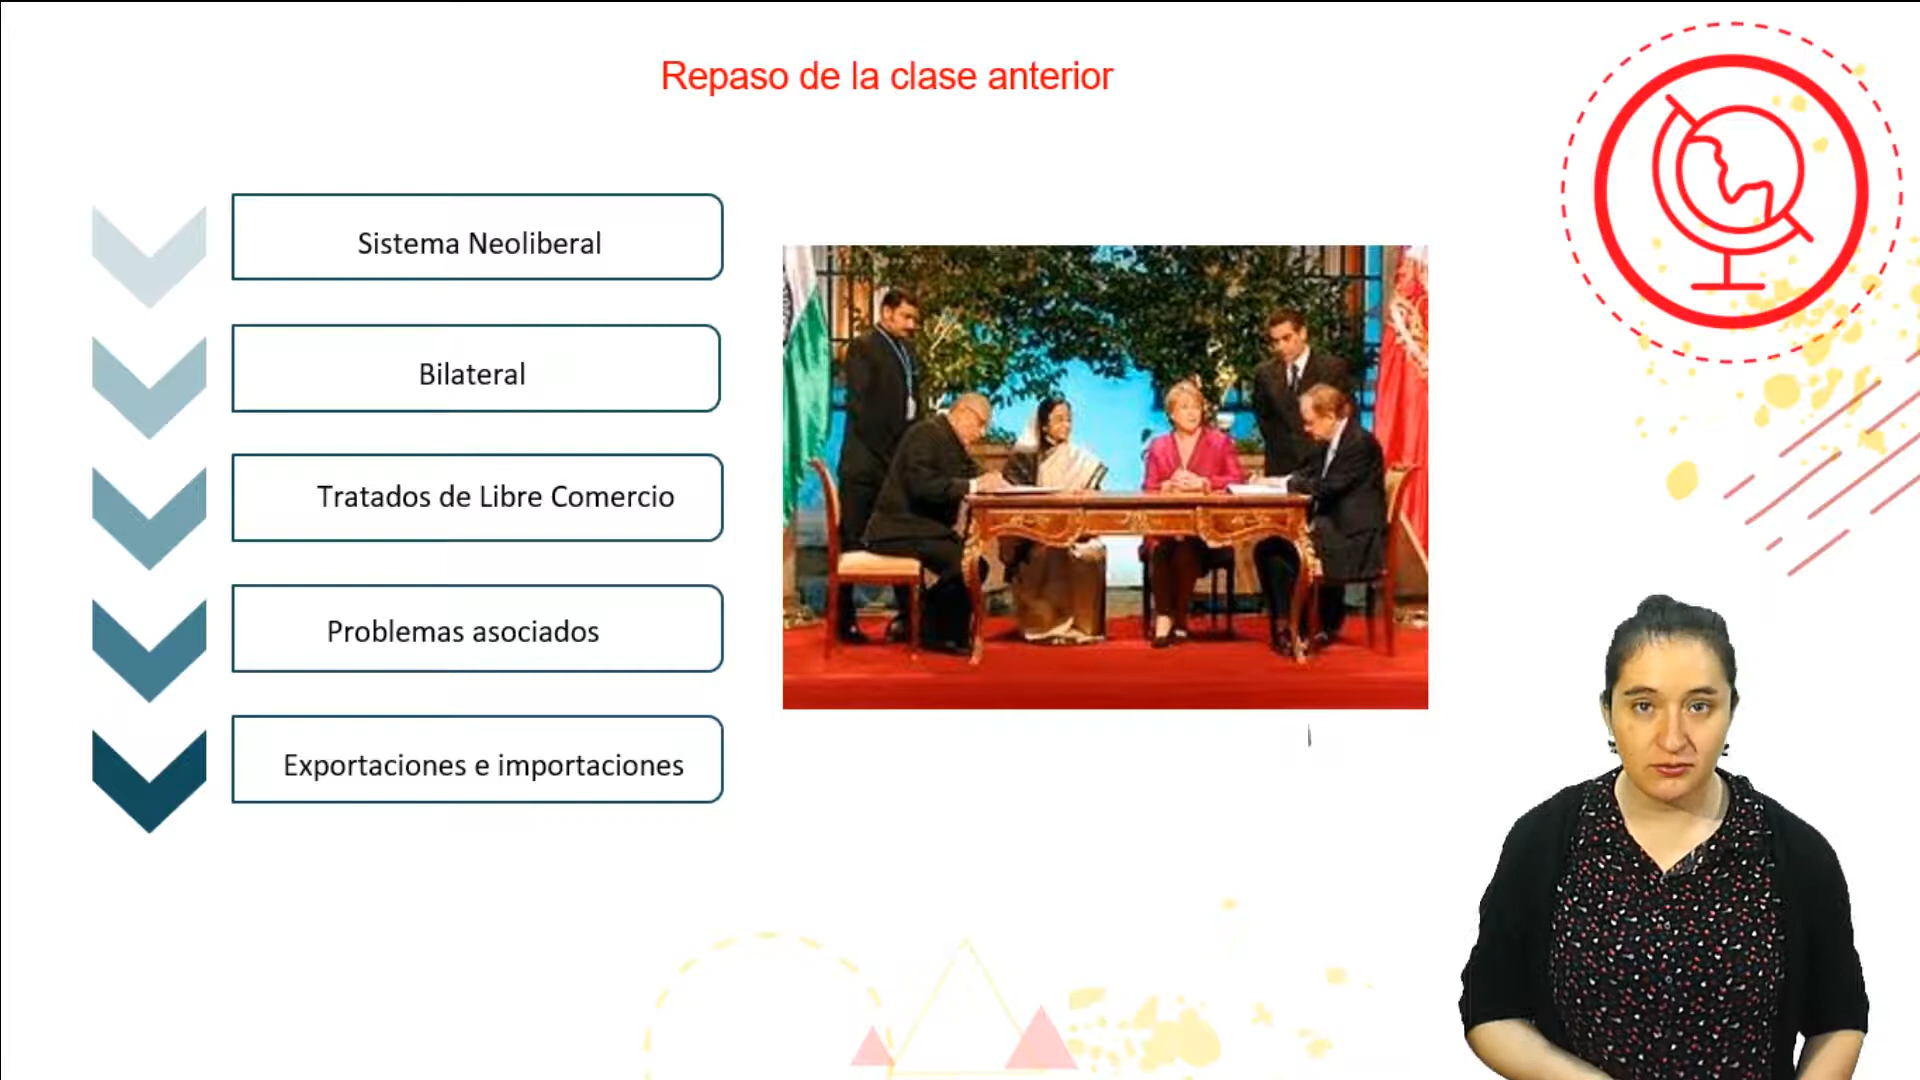 Repaso de la clase anterior
Sistema Neoliberal
Bilateral
Tratados de Libre Comercio
Problemas asociados
Exportaciones e importaciones